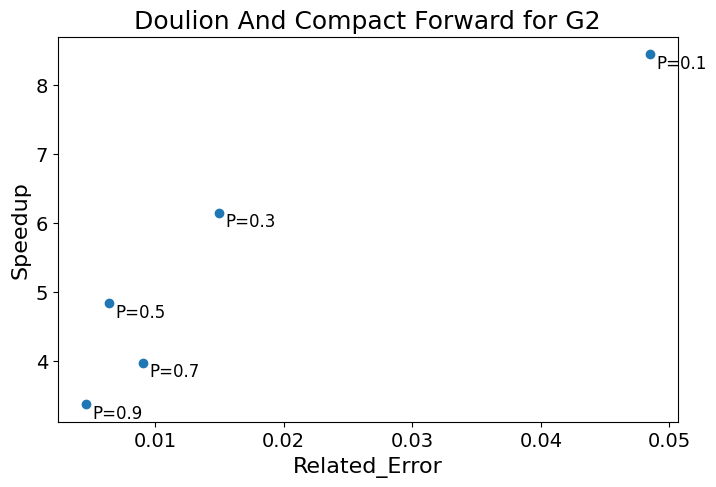 Doulion And Compact Forward for G2
Speedup
8
7
6
5
4
P=0.1
P=0.3
P=0.5
P=0.7
P=0.9
0.01
0.02
0.03
0.04
0.05
Related_Error